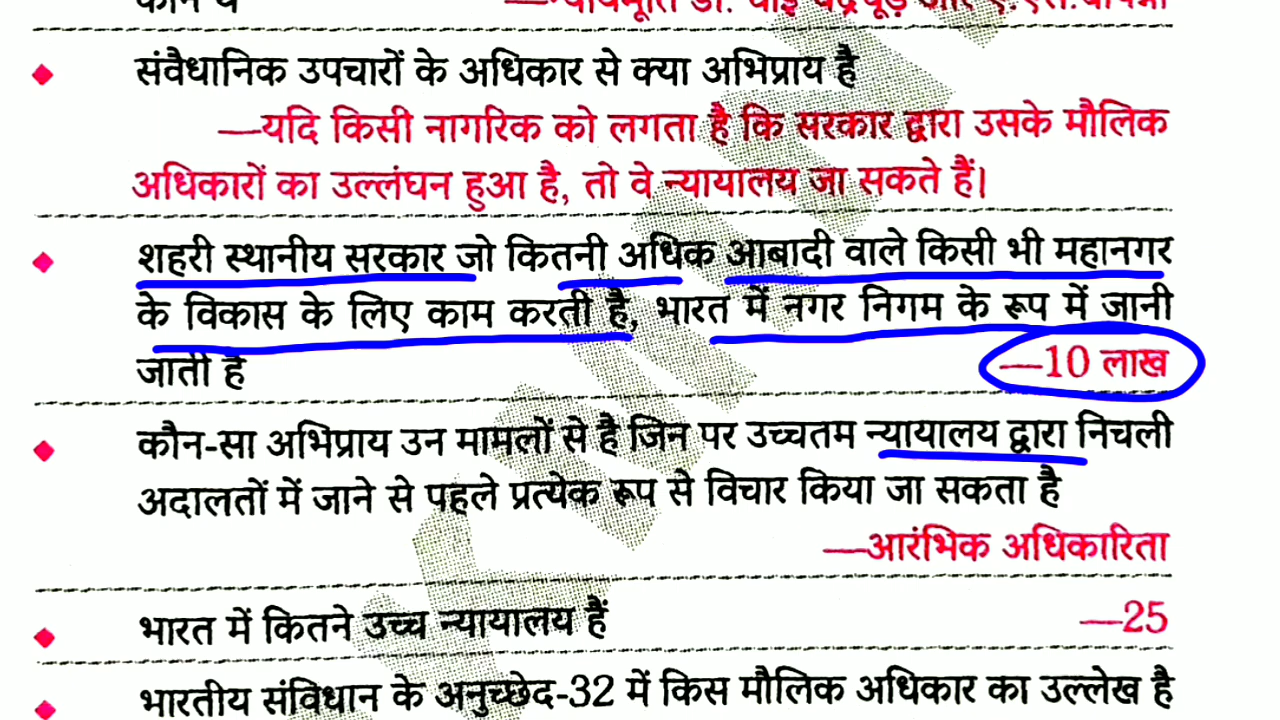 कौन थे
संवैधानिक उपचारों के अधिकार से क्या अभिप्राय है
—यदि किसी नागरिक को लगता है कि सरकार द्वारा उसके मौलिक
अधिकारों का उल्लंघन हुआ है, तो वे न्यायालय जा सकते हैं।
शहरी स्थानीय सरकार जो कितनी अधिक आबादी वाले किसी भी महानगर
के विकास के लिए काम करती है, भारत में नगर निगम के रूप में जानी
जाती है —10 लाख
कौन-सा अभिप्राय उन मामलों से है जिन पर उच्चतम न्यायालय द्वारा निचली
अदालतों में जाने से पहले प्रत्येक रूप से विचार किया जा सकता है
—आरंभिक अधिकारिता
भारत में कितने उच्च न्यायालय हैं —25
भारतीय संविधान के अनुच्छेद-32 में किस मौलिक अधिकार का उल्लेख है